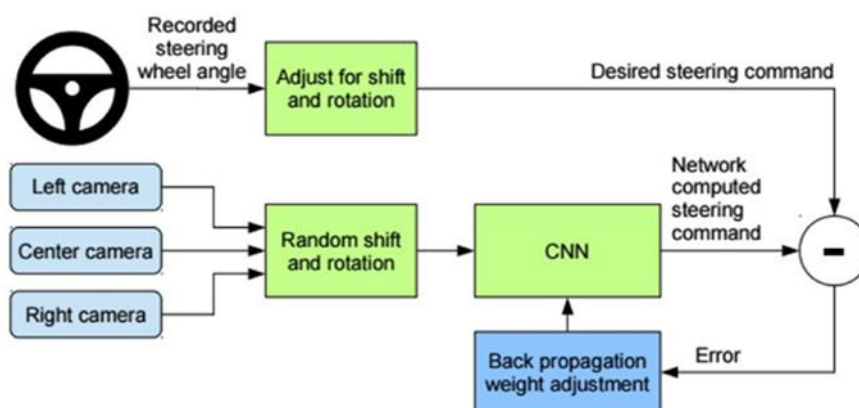 Recorded
steering
wheel angle
Adjust for shift
and rotation
Desired steering command
Left camera
Center camera
Right camera
Random shift
and rotation
CNN
Network
computed
steering
command
-
Back propagation
weight adjustment
Error